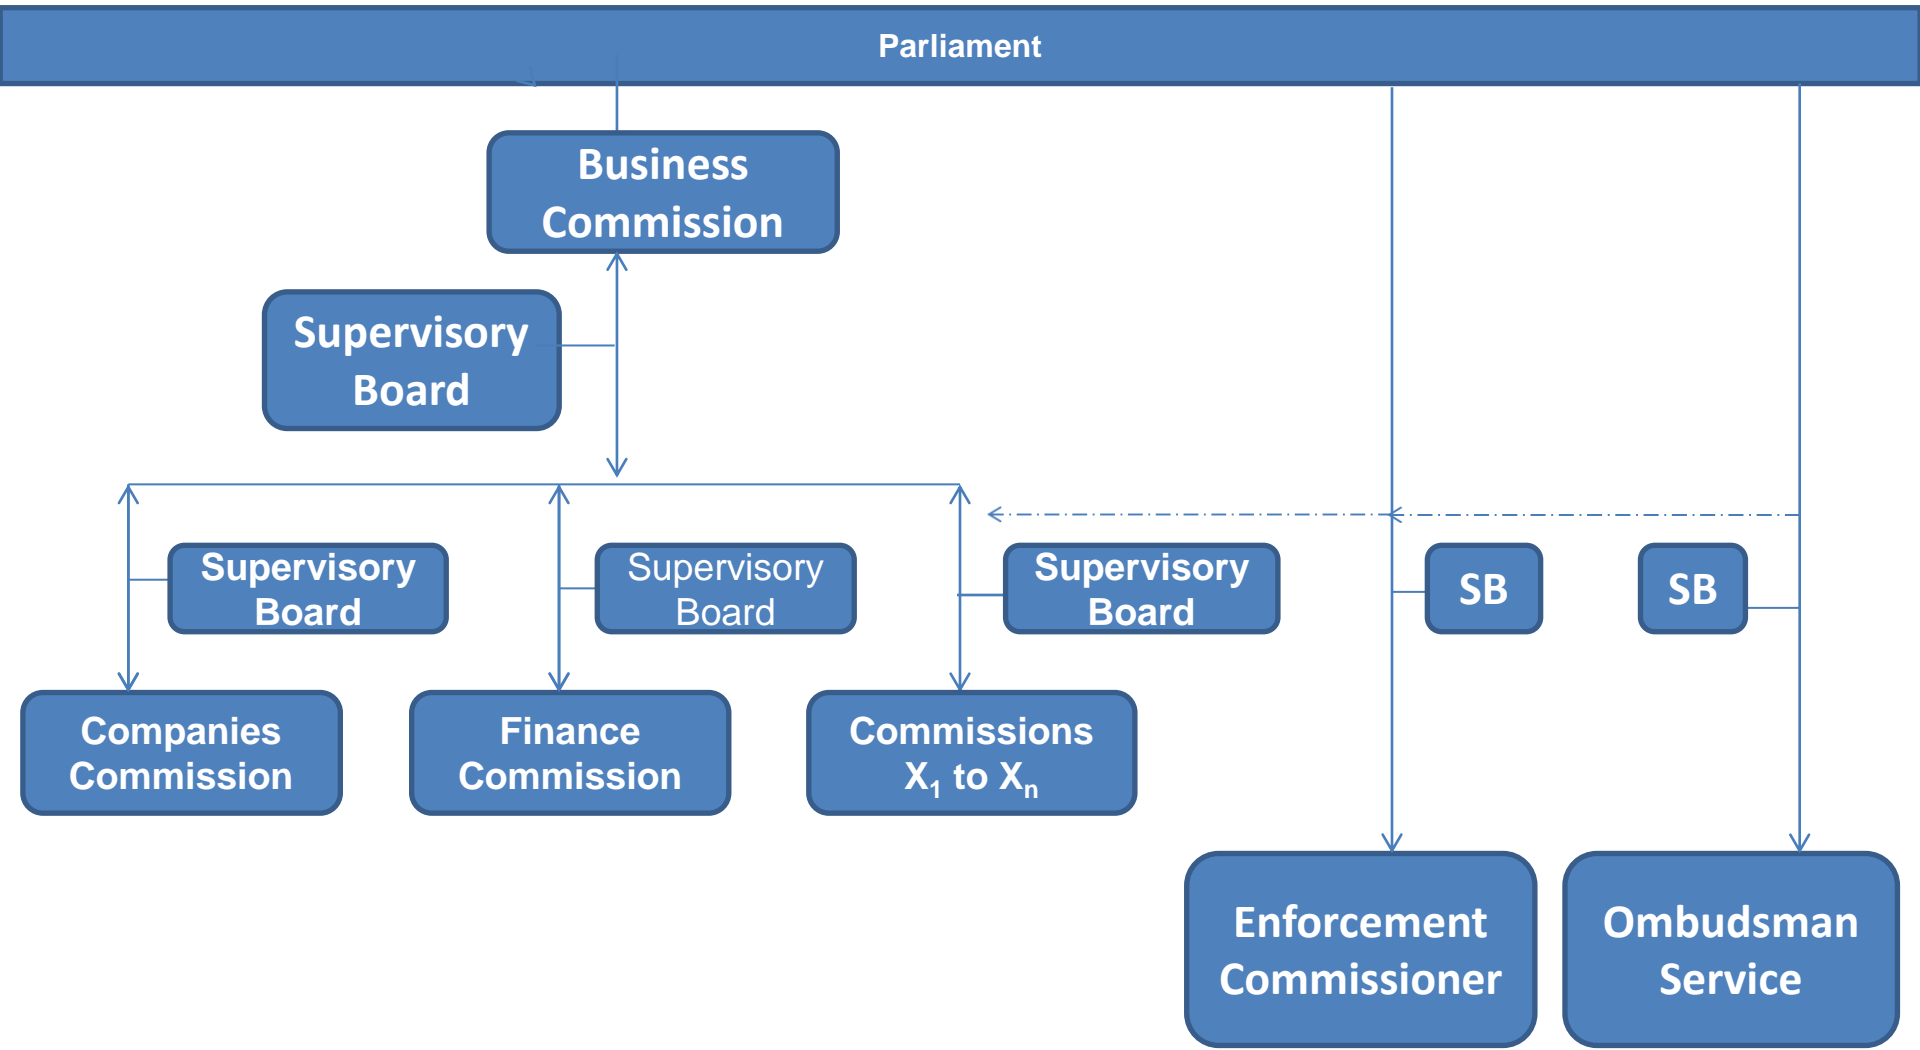 Parliament
Business
Commission
Supervisory
Board
Supervisory
Board
Supervisory
Board
Supervisory
Board
SB
SB
Companies
Commission
Finance
Commission
Commissions
X₁ to Xₙ
Enforcement
Commissioner
Ombudsman
Service